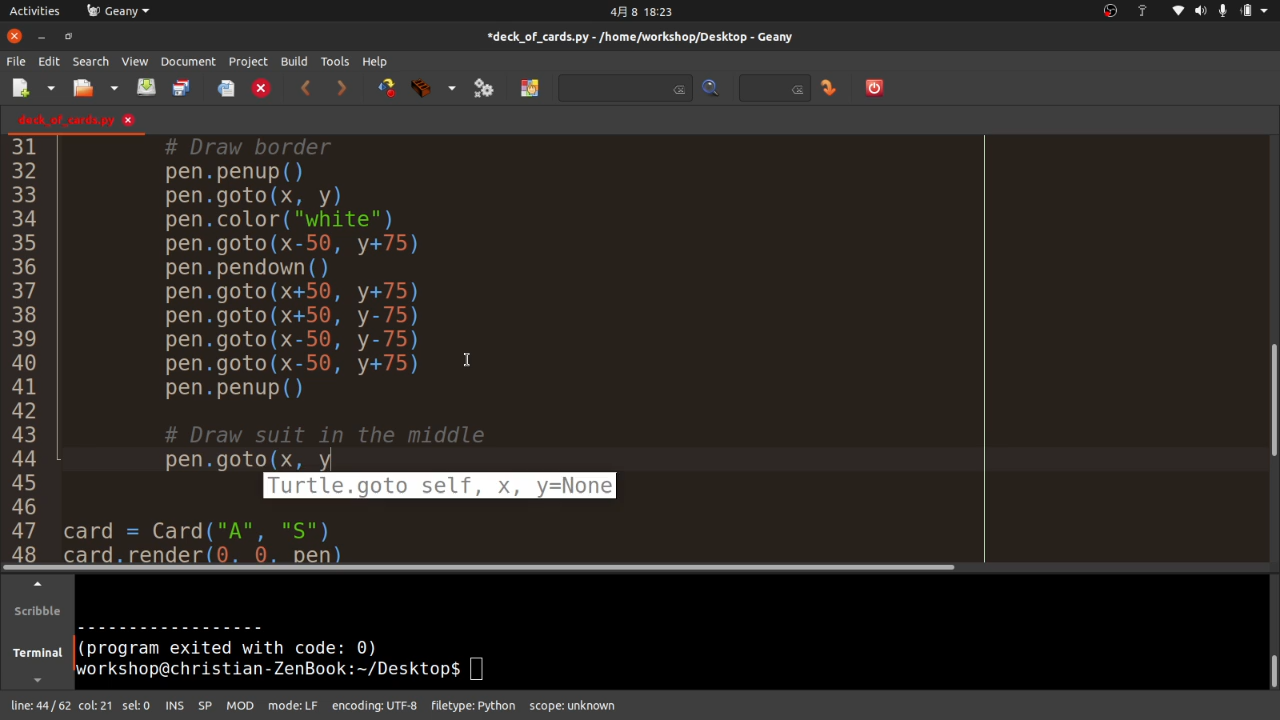 Activities Geany 4月 8 18:23
*deck_of_cards.py - /home/workshop/Desktop - Geany
File Edit Search View Document Project Build Tools Help
deck_of_cards.py
31 # Draw border
32 pen.penup()
33 pen.goto(x, y)
34 pen.color("white")
35 pen.goto(x-50, y+75)
36 pen.pendown()
37 pen.goto(x+50, y+75)
38 pen.goto(x+50, y-75)
39 pen.goto(x-50, y-75)
40 pen.goto(x-50, y+75)
41 pen.penup()
42
43 # Draw suit in the middle
44 pen.goto(x, y
45 Turtle.goto self, x, y=None
46
47 card = Card("A", "S")
48 card.render(0, 0, pen)
Scribble
------------------
Terminal (program exited with code: 0)
workshop@christian-ZenBook:~/Desktop$
line: 44 / 62 col: 21 sel: 0 INS SP MOD mode: LF encoding: UTF-8 filetype: Python scope: unknown